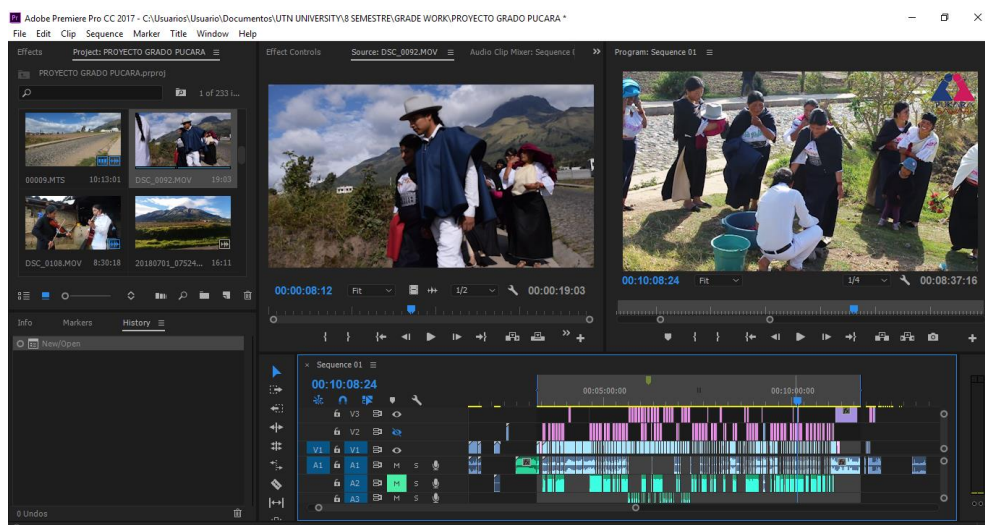 Pr Adobe Premiere Pro CC 2017 - C:\Usuarios\Usuario\Documentos\UTN UNIVERSITY\8 SEMESTRE\GRADE WORK\PROYECTO GRADO PUCARA *
File Edit Clip Sequence Marker Title Window Help
Effects Project: PROYECTO GRADO PUCARA
PROYECTO GRADO PUCARA.prproj
1 of 233 i...
00009.MTS 10:13:01
DSC_0092.MOV 19:03
DSC_0108.MOV 8:30:18
20180701_07524... 16:11
Info Markers History
New/Open
0 Undos
Effect Controls Source: DSC_0092.MOV Audio Clip Mixer: Sequence (
00:00:08:12 Fit 1/2 00:00:19:03
Program: Sequence 01
00:10:08:24 Fit 1/4 00:08:37:16
× Sequence 01
00:10:08:24
00:05:00:00 00:10:00:00
V3
V2
V1 V1
A1 A1 M S
A2 M S
A3 M S